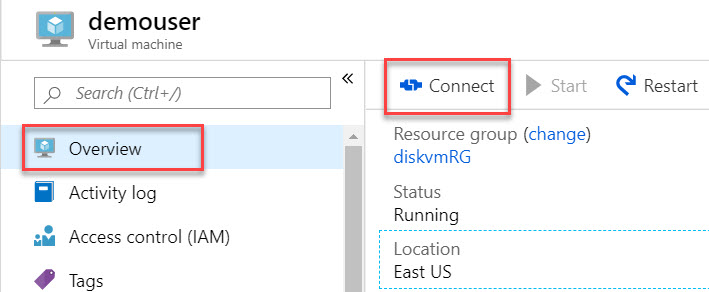 demouser
Virtual machine
Search (Ctrl+/)
«
Overview
Activity log
Access control (IAM)
Tags
Connect Start Restart
Resource group (change)
diskvmRG
Status
Running
Location
East US